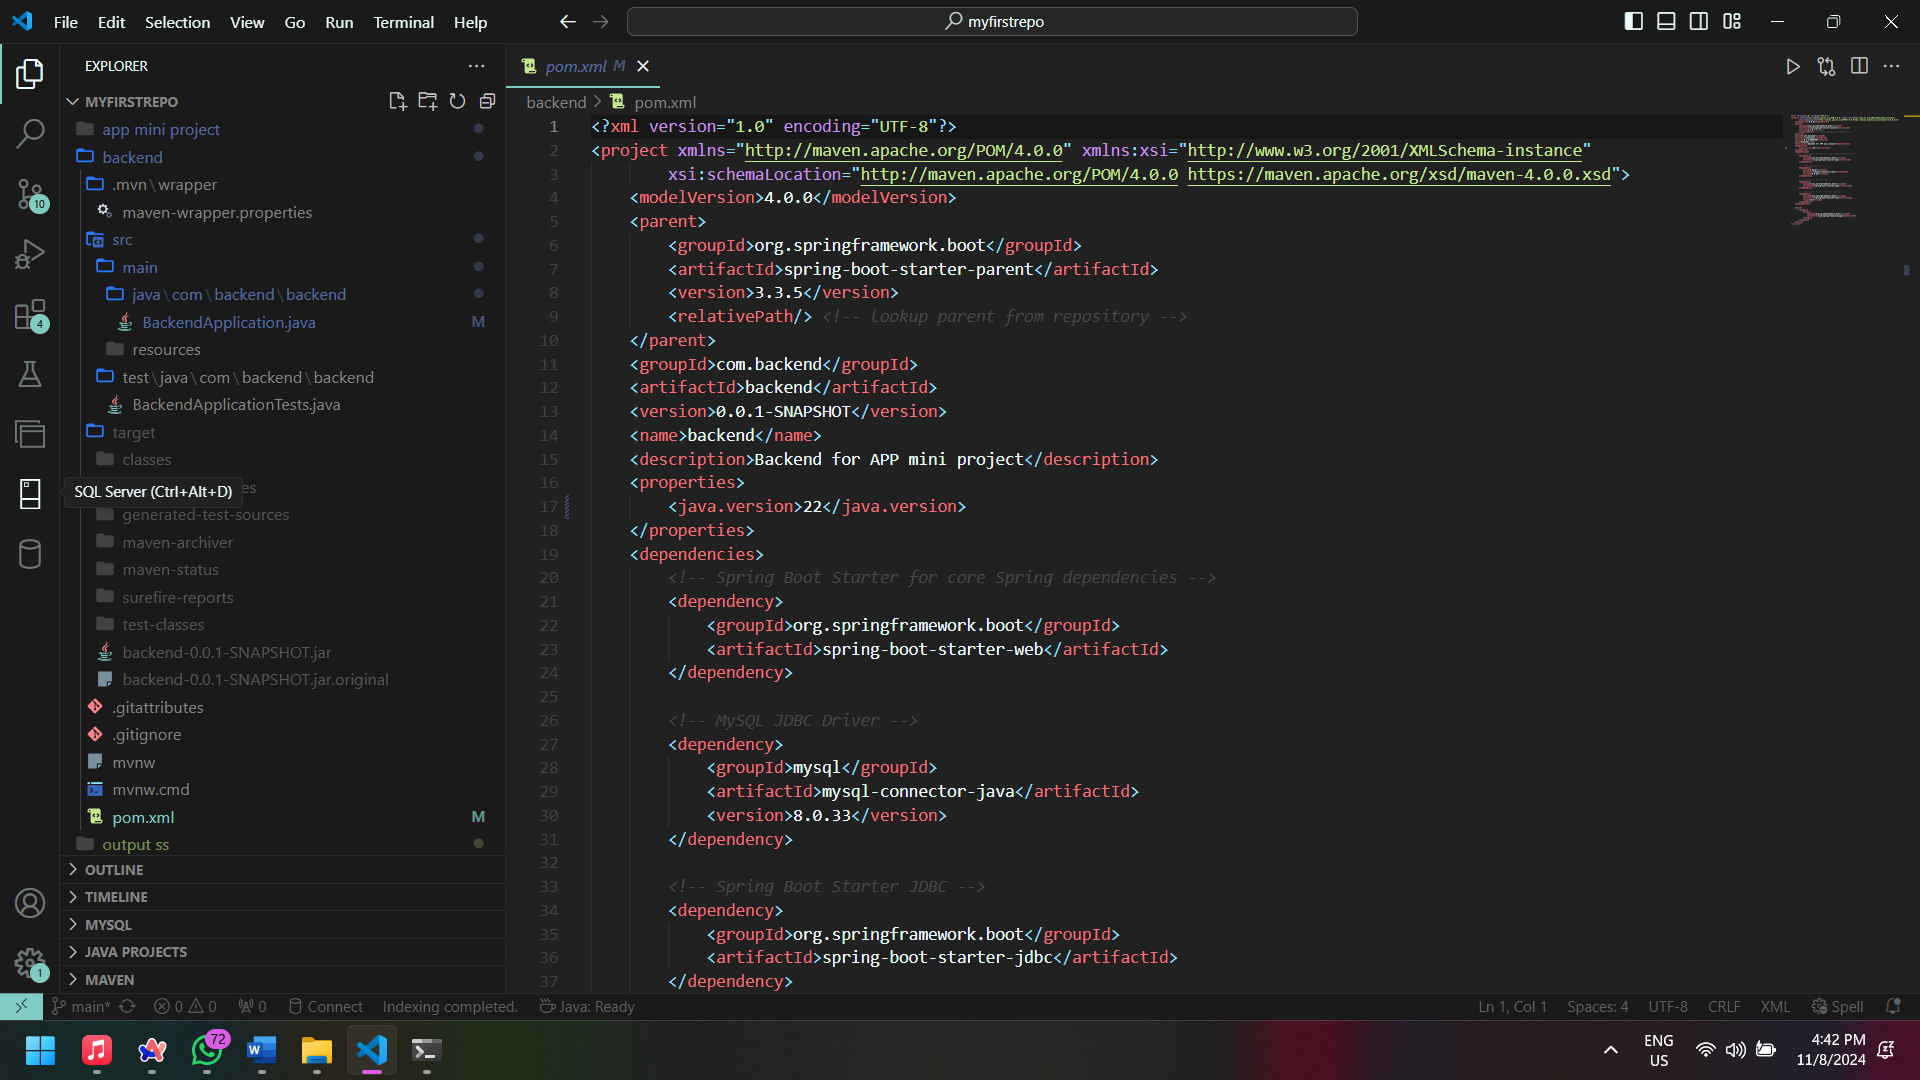 File Edit Selection View Go Run Terminal Help
myfirstrepo
EXPLORER
MYFIRSTREPO
app mini project
backend
.mvn\wrapper
maven-wrapper.properties
src
main
java\com\backend\backend
BackendApplication.java M
resources
test\java\com\backend\backend
BackendApplicationTests.java
target
classes
SQL Server (Ctrl+Alt+D)
generated-test-sources
maven-archiver
maven-status
surefire-reports
test-classes
backend-0.0.1-SNAPSHOT.jar
backend-0.0.1-SNAPSHOT.jar.original
.gitattributes
.gitignore
mvnw
mvnw.cmd
pom.xml M
output ss
OUTLINE
TIMELINE
MYSQL
JAVA PROJECTS
MAVEN
10
4
1
pom.xml M
backend > pom.xml
1 <?xml version="1.0" encoding="UTF-8"?>
2 <project xmlns="http://maven.apache.org/POM/4.0.0" xmlns:xsi="http://www.w3.org/2001/XMLSchema-instance"
3 xsi:schemaLocation="http://maven.apache.org/POM/4.0.0 https://maven.apache.org/xsd/maven-4.0.0.xsd">
4 <modelVersion>4.0.0</modelVersion>
5 <parent>
6 <groupId>org.springframework.boot</groupId>
7 <artifactId>spring-boot-starter-parent</artifactId>
8 <version>3.3.5</version>
9 <relativePath/> <!-- lookup parent from repository -->
10 </parent>
11 <groupId>com.backend</groupId>
12 <artifactId>backend</artifactId>
13 <version>0.0.1-SNAPSHOT</version>
14 <name>backend</name>
15 <description>Backend for APP mini project</description>
16 <properties>
17 <java.version>22</java.version>
18 </properties>
19 <dependencies>
20 <!-- Spring Boot Starter for core Spring dependencies -->
21 <dependency>
22 <groupId>org.springframework.boot</groupId>
23 <artifactId>spring-boot-starter-web</artifactId>
24 </dependency>
25
26 <!-- MySQL JDBC Driver -->
27 <dependency>
28 <groupId>mysql</groupId>
29 <artifactId>mysql-connector-java</artifactId>
30 <version>8.0.33</version>
31 </dependency>
32
33 <!-- Spring Boot Starter JDBC -->
34 <dependency>
35 <groupId>org.springframework.boot</groupId>
36 <artifactId>spring-boot-starter-jdbc</artifactId>
37 </dependency>
main* 0 0 0 Connect Indexing completed. Java: Ready
Ln 1, Col 1 Spaces: 4 UTF-8 CRLF XML Spell
72
ENG
US
4:42 PM
11/8/2024